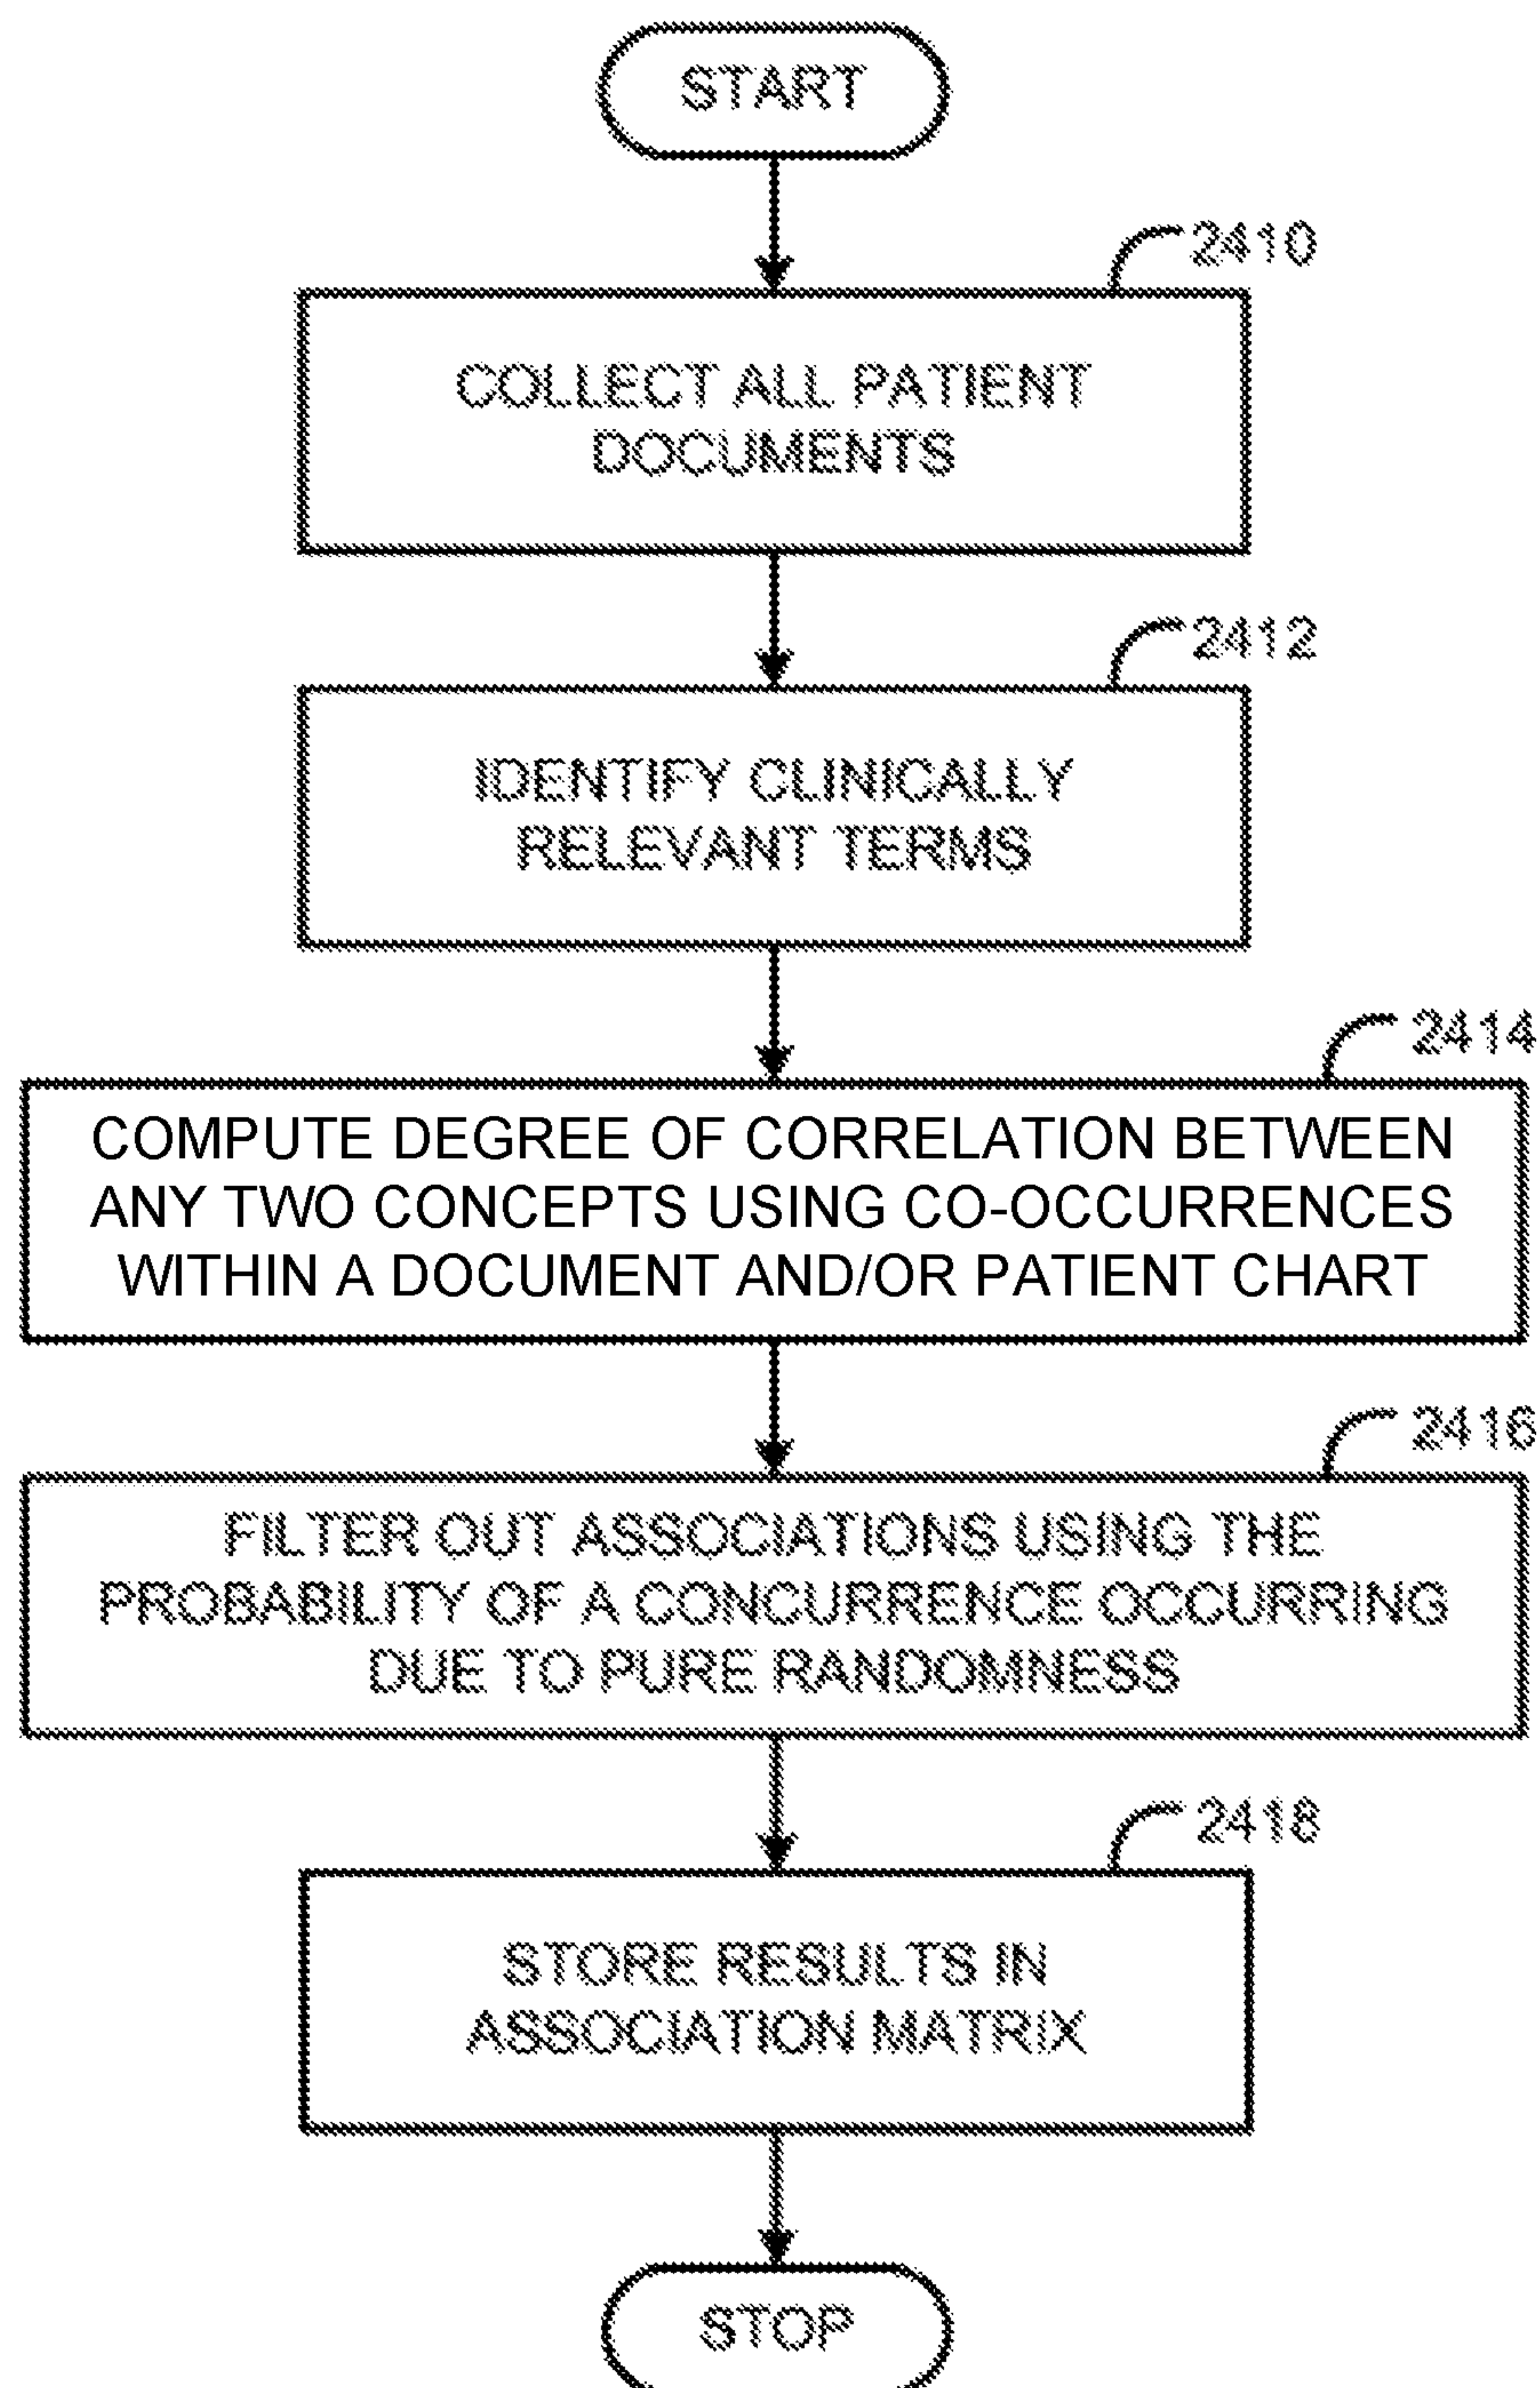 START
2410
COLLECT ALL PATIENT
DOCUMENTS
2412
IDENTIFY CLINICALLY
RELEVANT TERMS
2414
COMPUTE DEGREE OF CORRELATION BETWEEN
ANY TWO CONCEPTS USING CO-OCCURRENCES
WITHIN A DOCUMENT AND/OR PATIENT CHART
2416
FILTER OUT ASSOCIATIONS USING THE
PROBABILITY OF A CONCURRENCE OCCURRING
DUE TO PURE RANDOMNESS
2418
STORE RESULTS IN
ASSOCIATION MATRIX
STOP